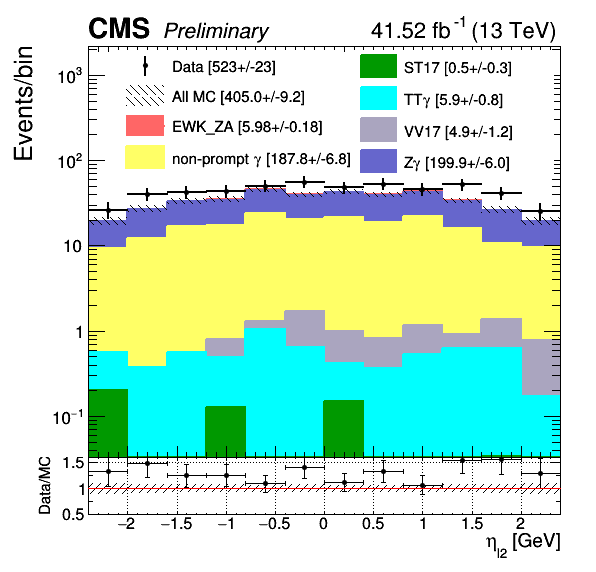 CMS Preliminary 41.52 fb⁻¹ (13 TeV)
Events/bin
Data [523+/-23]
All MC [405.0+/-9.2]
EWK_ZA [5.98+/-0.18]
non-prompt γ [187.8+/-6.8]
ST17 [0.5+/-0.3]
TTγ [5.9+/-0.8]
VV17 [4.9+/-1.2]
Zγ [199.9+/-6.0]
10³
10²
10
1
10⁻¹
Data/MC
1.5
1
0.5
−2 −1.5 −1 −0.5 0 0.5 1 1.5 2
η_l2 [GeV]